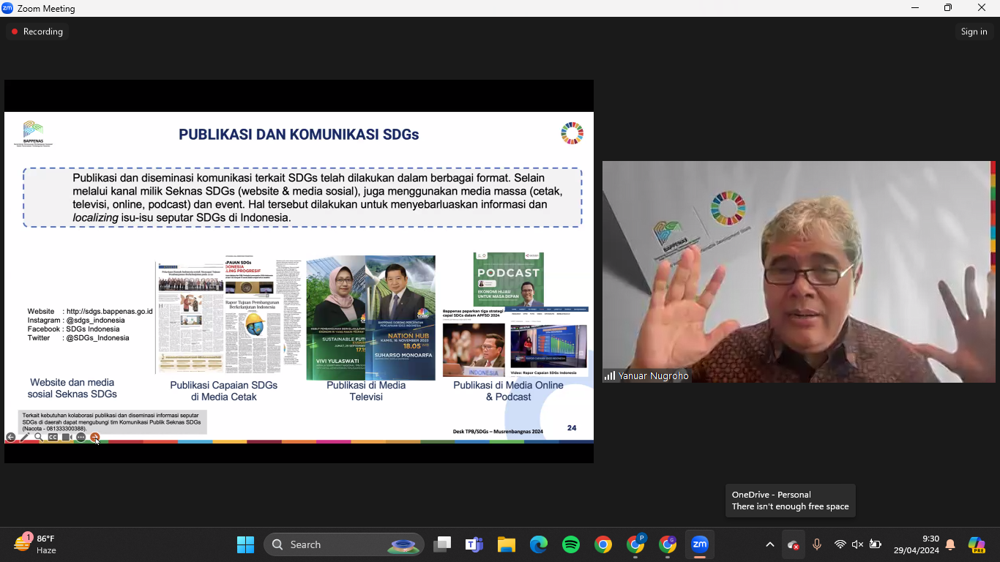 Zoom Meeting
Recording
Sign in
BAPPENAS
PUBLIKASI DAN KOMUNIKASI SDGs
Publikasi dan diseminasi komunikasi terkait SDGs telah dilakukan dalam berbagai format. Selain
melalui kanal milik Seknas SDGs (website & media sosial), juga menggunakan media massa (cetak,
televisi, online, podcast) dan event. Hal tersebut dilakukan untuk menyebarluaskan informasi dan
localizing isu-isu seputar SDGs di Indonesia.
Website : http://sdgs.bappenas.go.id
Instagram : @sdgs_indonesia
Facebook : SDGs Indonesia
Twitter : @SDGs_Indonesia
Website dan media
sosial Seknas SDGs
Rapor Tujuan Pembangunan
Berkelanjutan Indonesia
Publikasi Capaian SDGs
di Media Cetak
SUSTAINABLE
VIVI YULASWATI
NATION HUB
KAMIS, 16 NOVEMBER 2023
18.05
SUHARSO MONOARFA
Publikasi di Media
Televisi
PODCAST
EKONOMI HIJAU
UNTUK MASA DEPAN
Bappenas paparkan tiga strategi
capai SDGs dalam APFSD 2024
INDONESIA
Video: Rapor Capaian SDGs Indonesia
Publikasi di Media Online
& Podcast
Terkait kebutuhan kolaborasi publikasi dan diseminasi informasi seputar
SDGs di daerah dapat mengubungi tim Komunikasi Publik Seknas SDGs
(Nacota - 081333300388).
CC
Desk TPB/SDGs – Musrenbangnas 2024
24
Yanuar Nugroho
OneDrive - Personal
There isn't enough free space
1
86°F
Haze
Search
P
G
zm
PRE
9:30
29/04/2024